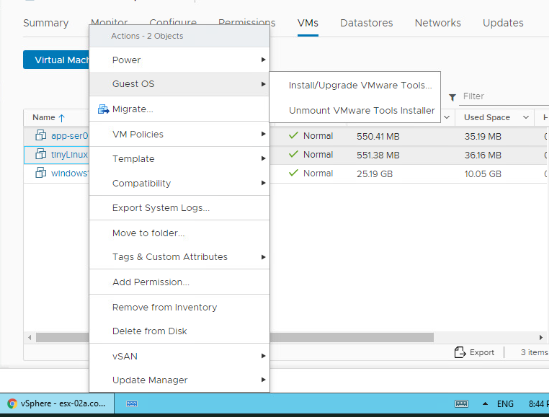 Summary Monitor Configure Permissions VMs Datastores Networks Updates
Actions - 2 Objects
Virtual Mach
Power
Guest OS
Install/Upgrade VMware Tools...
Unmount VMware Tools Installer
Filter
Migrate...
Name Used Space
app-ser0 Normal 550.41 MB 35.19 MB
VM Policies
tinyLinux Normal 551.38 MB 36.16 MB
Template
windows Normal 25.19 GB 10.05 GB
Compatibility
Export System Logs...
Move to folder...
Tags & Custom Attributes
Add Permission...
Remove from Inventory
Delete from Disk
Export 3 items
vSAN
Update Manager
vSphere - esx-02a.co... ENG 8:44